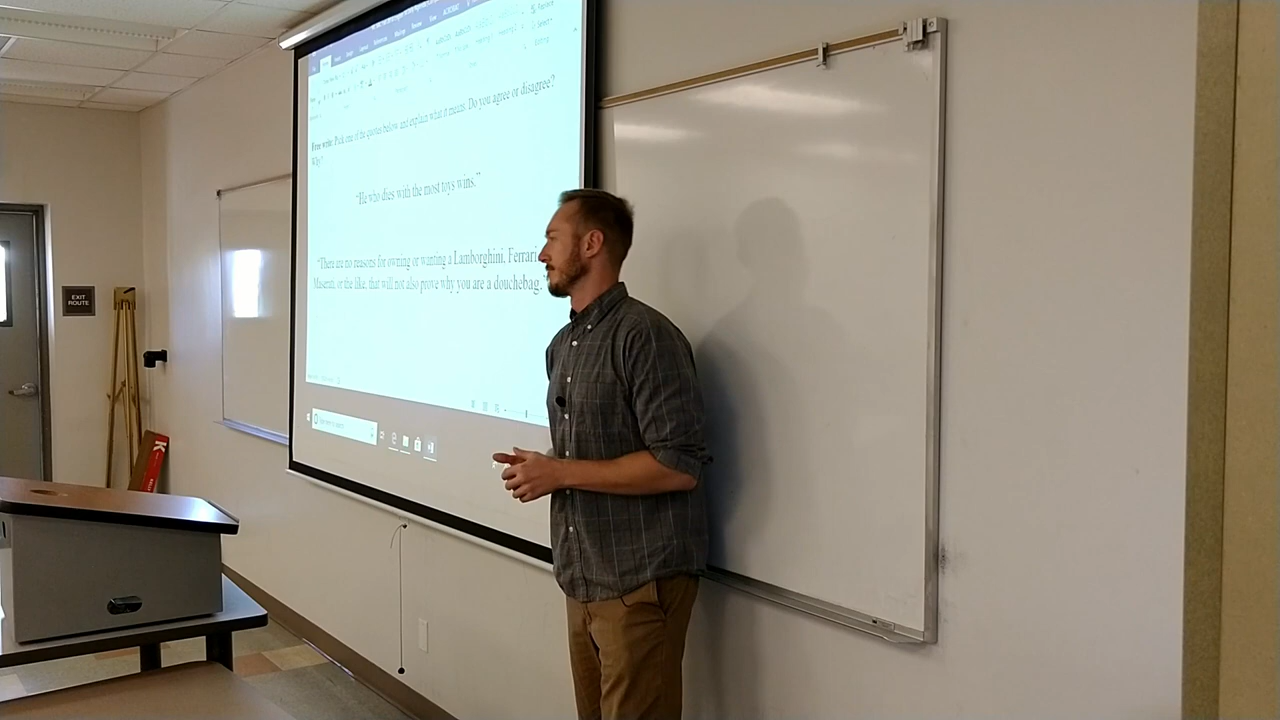 Free write: Pick one of the quotes below and explain what it means. Do you agree or disagree?
Why?
"He who dies with the most toys wins."
"There are no reasons for owning or wanting a Lamborghini, Ferrari
Maserati, or the like, that will not also prove why you are a douchebag."
EXIT
ROUTE